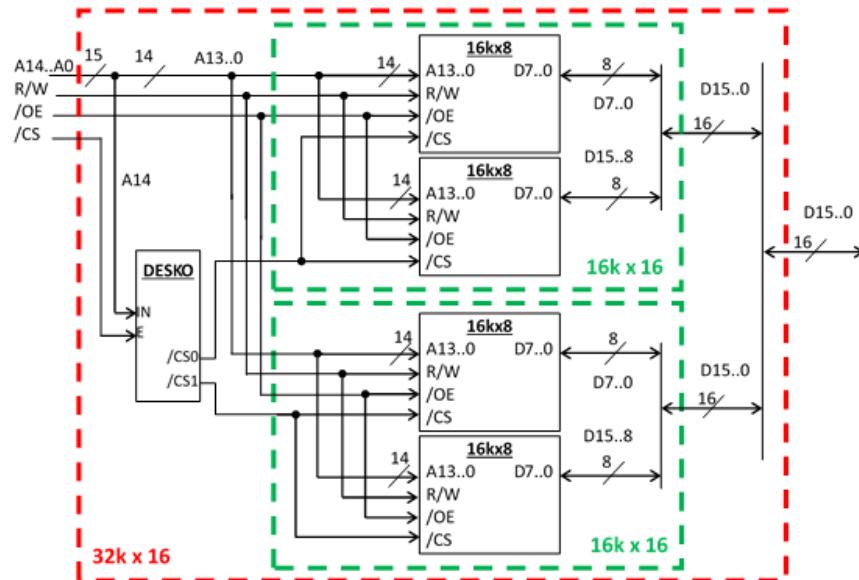 15 14 A13..0
A14..A0
R/W
/OE
/CS
A14
DESKO
IN
E
/CS0
/CS1
16kx8
14 A13..0 D7..0
R/W
/OE
/CS
8
D7..0
16kx8
14 A13..0 D7..0
R/W
/OE
/CS
D15..8
8
16k x 16
D15..0
16
16kx8
14 A13..0 D7..0
R/W
/OE
/CS
8
D7..0
16kx8
14 A13..0 D7..0
R/W
/OE
/CS
D15..8
8
16k x 16
D15..0
16
D15..0
16
32k x 16